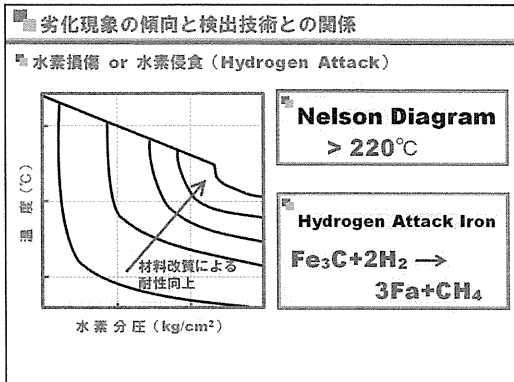 劣化現象の傾向と検出技術との関係
水素損傷 or 水素侵食（Hydrogen Attack）
温度(℃)
材料改質による
耐性向上
水素分圧(kg/cm²)
Nelson Diagram
> 220℃
Hydrogen Attack Iron
Fe₃C+2H₂ →
3Fa+CH₄